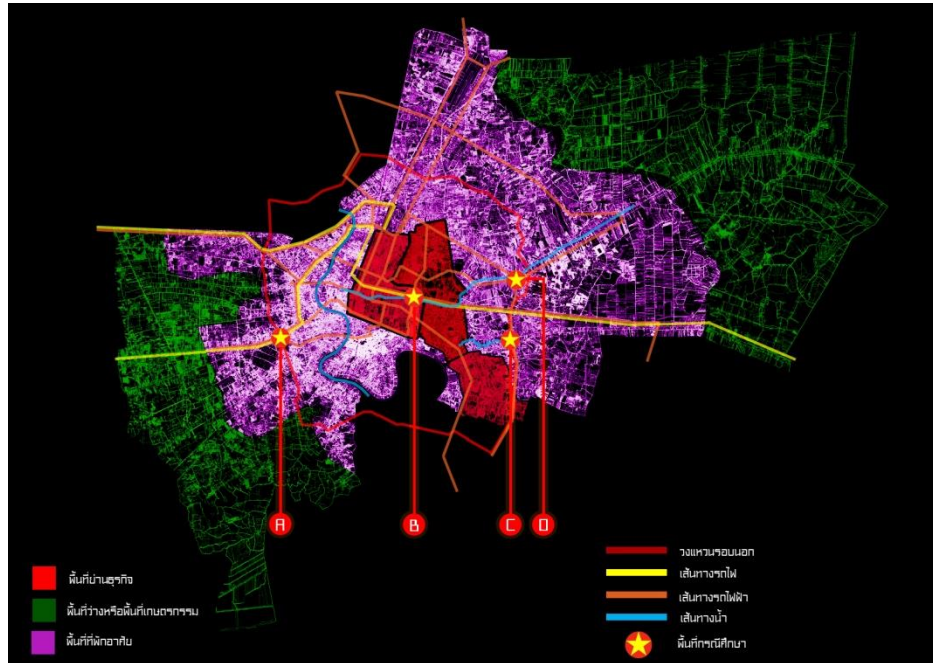 A B C D
พื้นที่ย่านธุรกิจ
พื้นที่ว่างหรือพื้นที่เกษตรกรรม
พื้นที่ที่พักอาศัย
วงแหวนรอบนอก
เส้นทางรถไฟ
เส้นทางรถไฟฟ้า
เส้นทางน้ำ
พื้นที่กรณีศึกษา